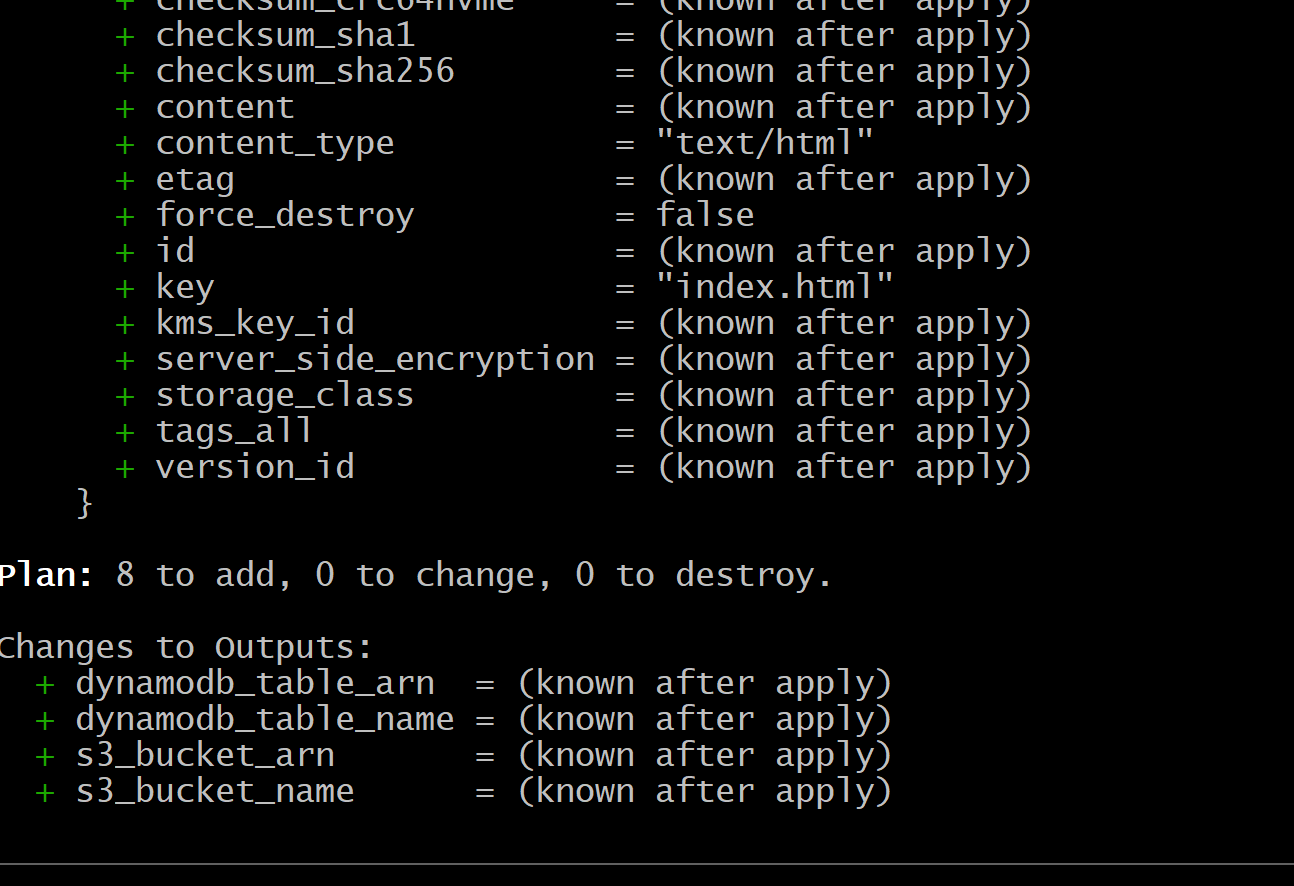 + checksum_crc64nvme = (known after apply)
+ checksum_sha1 = (known after apply)
+ checksum_sha256 = (known after apply)
+ content = (known after apply)
+ content_type = "text/html"
+ etag = (known after apply)
+ force_destroy = false
+ id = (known after apply)
+ key = "index.html"
+ kms_key_id = (known after apply)
+ server_side_encryption = (known after apply)
+ storage_class = (known after apply)
+ tags_all = (known after apply)
+ version_id = (known after apply)
}
Plan: 8 to add, 0 to change, 0 to destroy.
Changes to Outputs:
+ dynamodb_table_arn = (known after apply)
+ dynamodb_table_name = (known after apply)
+ s3_bucket_arn = (known after apply)
+ s3_bucket_name = (known after apply)